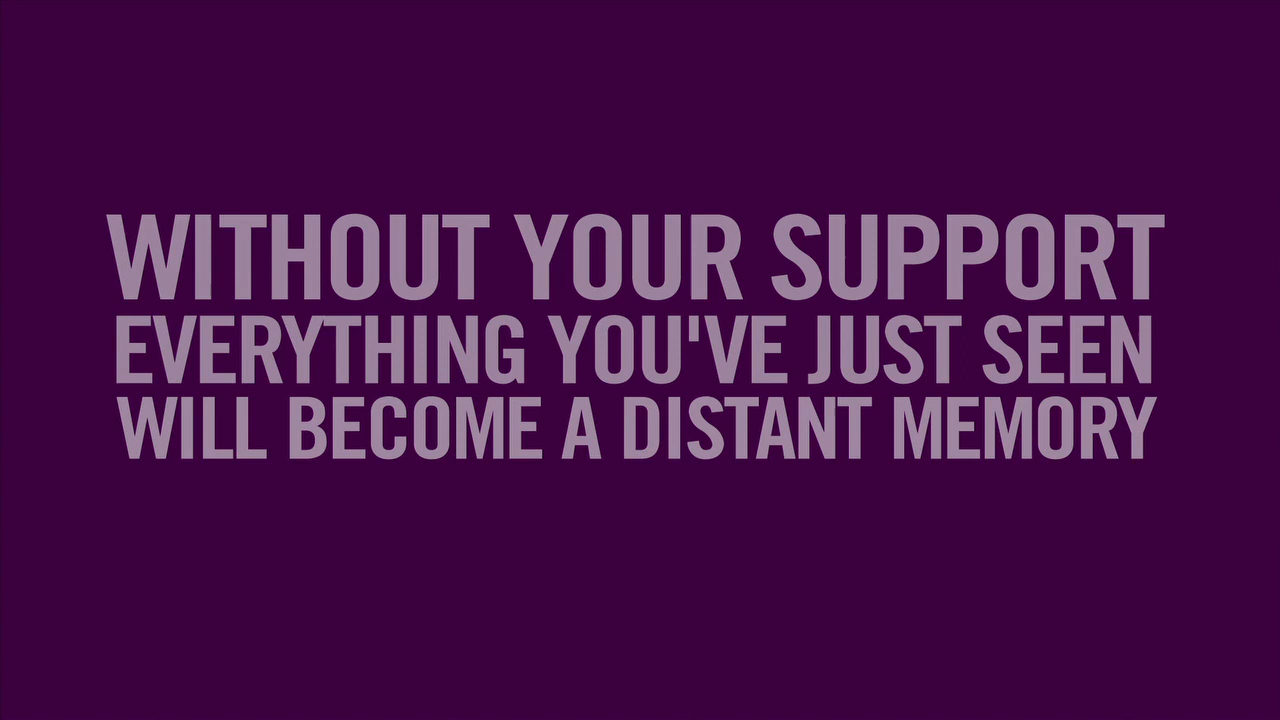 WITHOUT YOUR SUPPORT
EVERYTHING YOU'VE JUST SEEN
WILL BECOME A DISTANT MEMORY